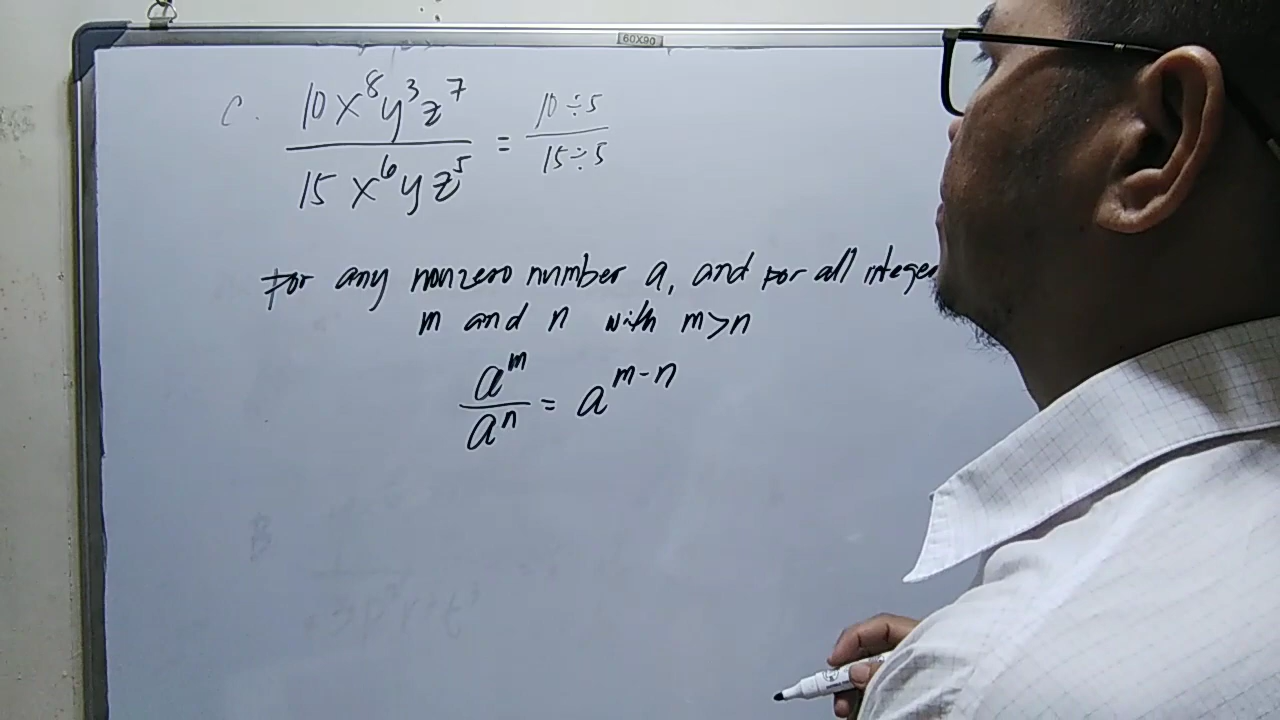 60X90
C. 10x⁸y³z⁷ / 15x⁶yz⁵ = 10÷5 / 15÷5
For any nonzero number a, and for all integer
m and n with m>n
aᵐ / aⁿ = aᵐ⁻ⁿ
B